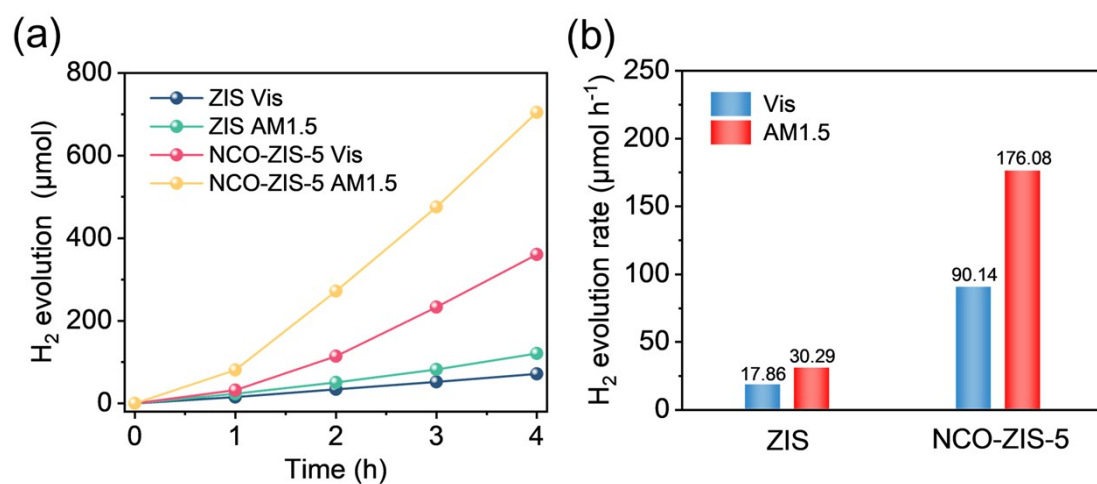 (a)
H₂ evolution (μmol)
800
600
400
200
0
ZIS Vis
ZIS AM1.5
NCO-ZIS-5 Vis
NCO-ZIS-5 AM1.5
0 1 2 3 4
Time (h)
(b)
H₂ evolution rate (μmol h⁻¹)
250
200
150
100
50
0
Vis
AM1.5
17.86
30.29
90.14
176.08
ZIS NCO-ZIS-5